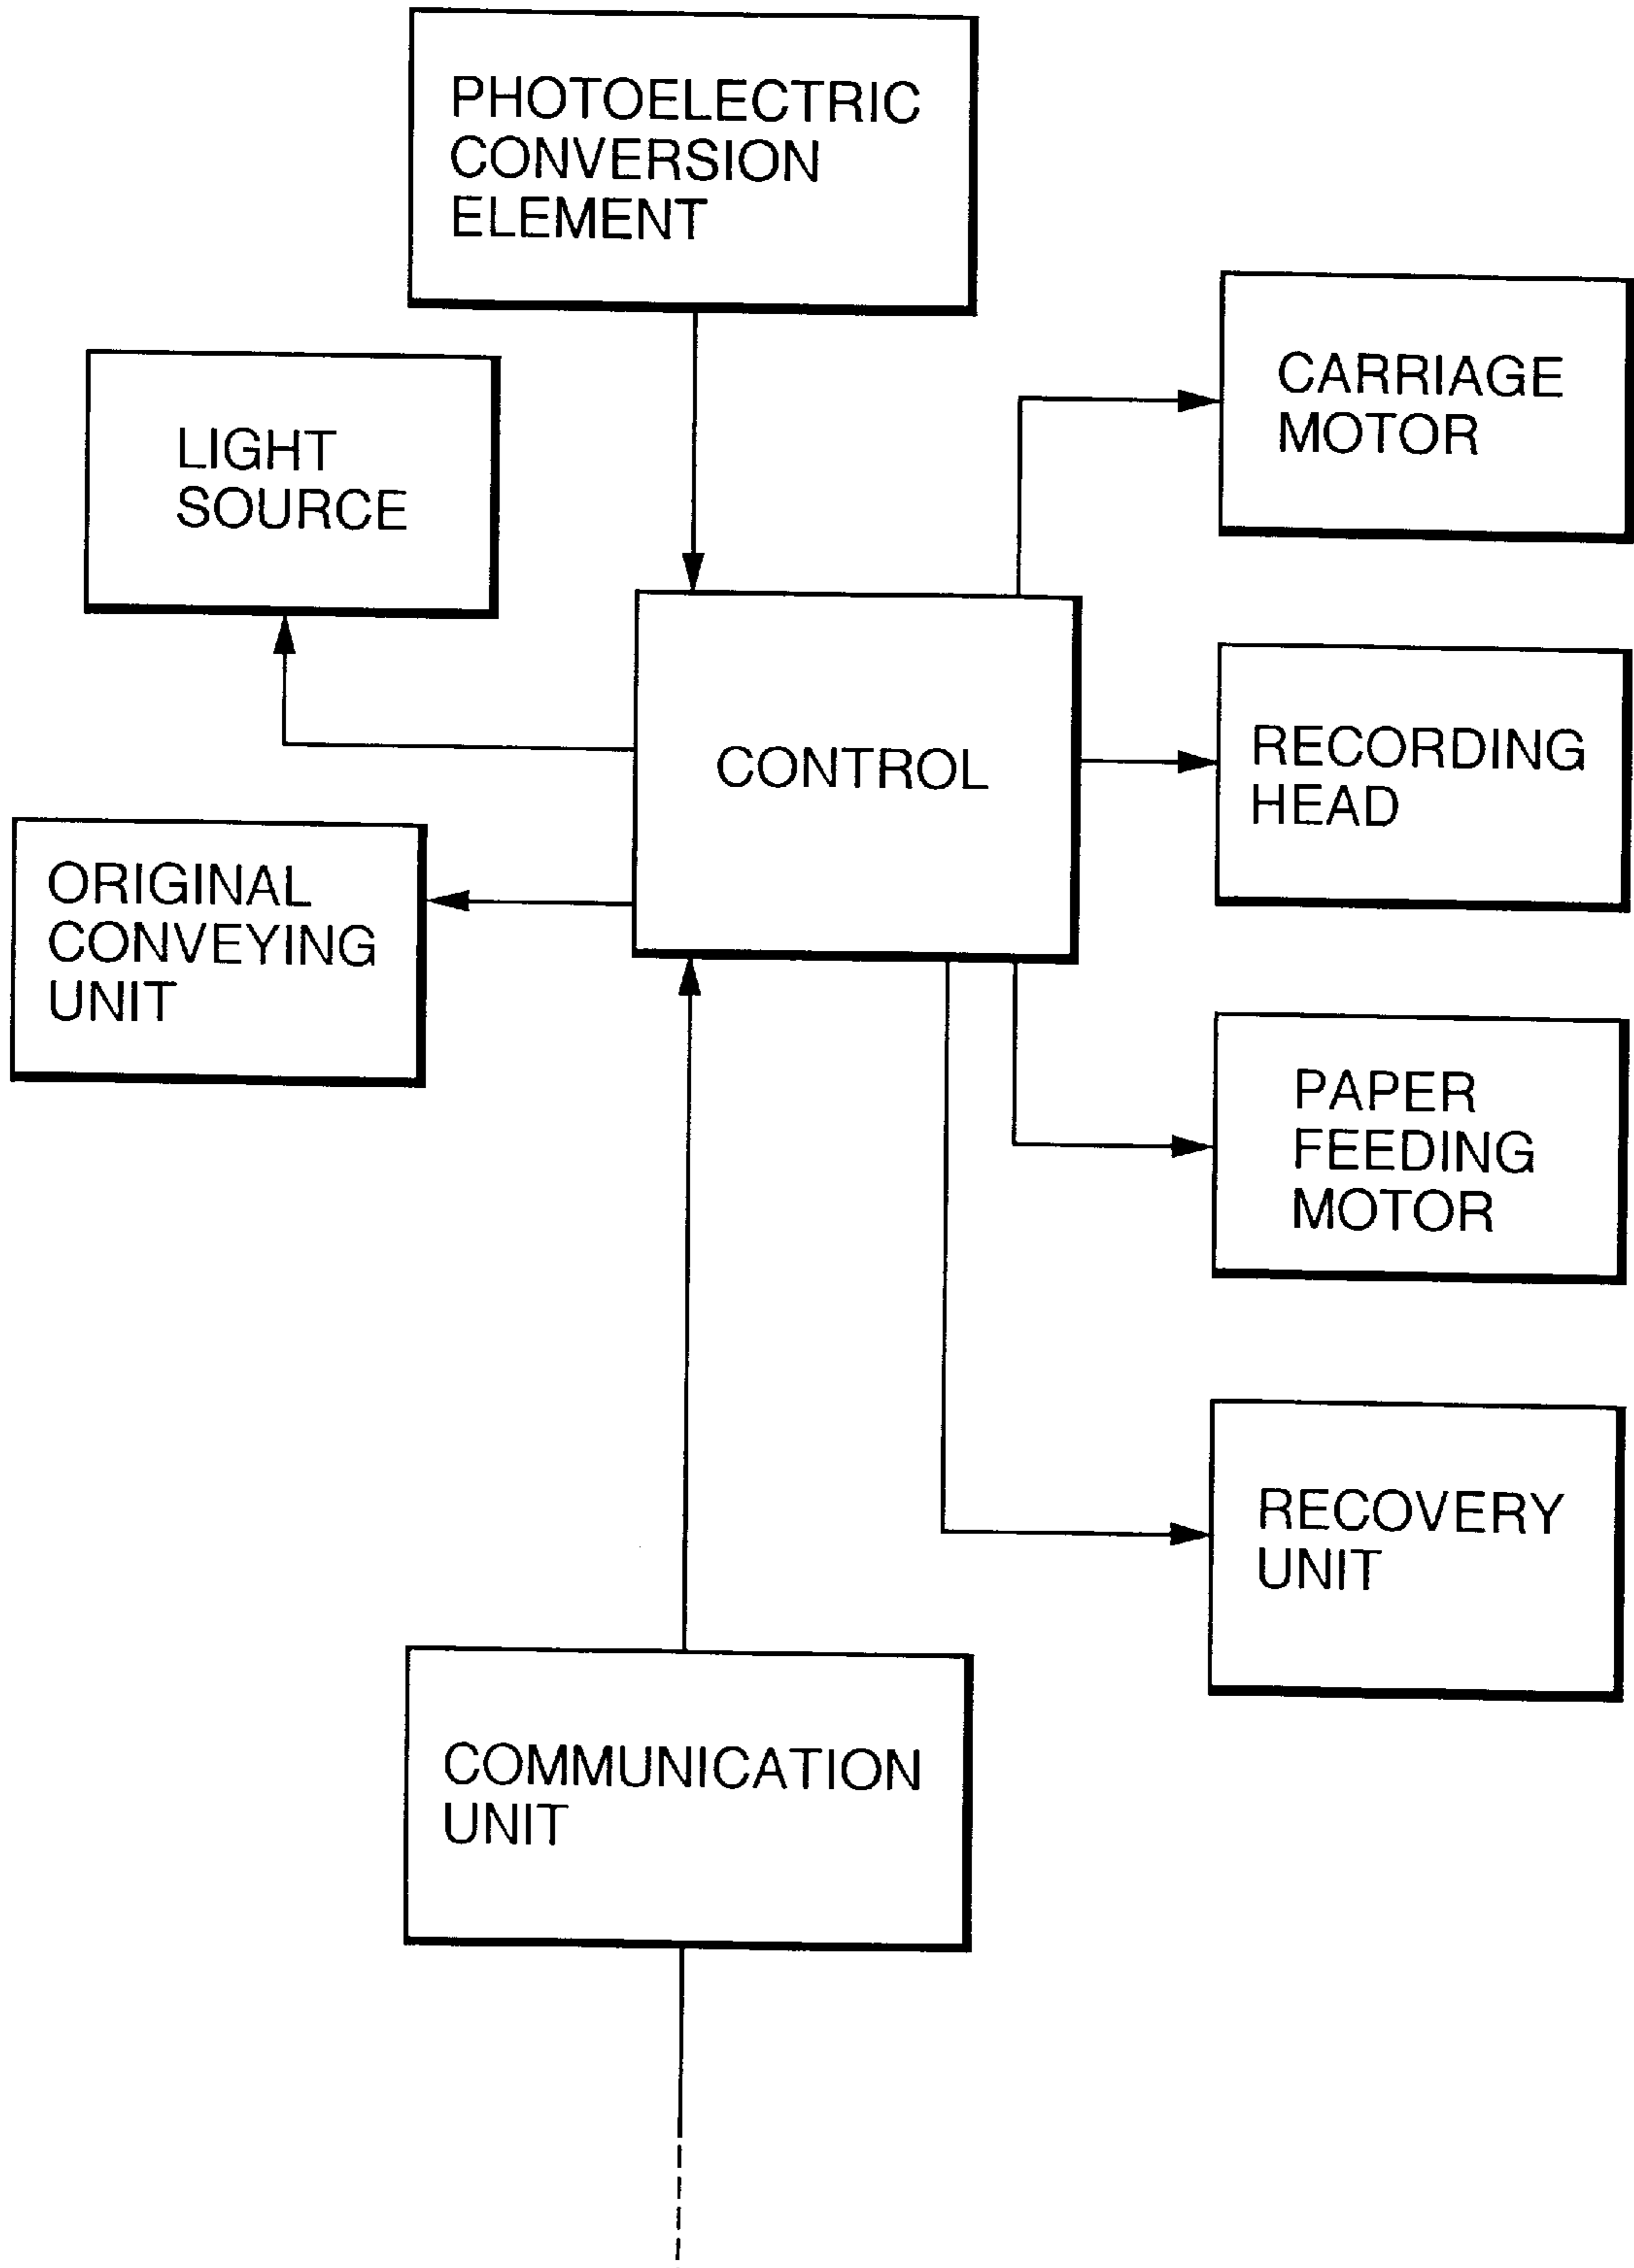 PHOTOELECTRIC
CONVERSION
ELEMENT
CARRIAGE
MOTOR
LIGHT
SOURCE
CONTROL
RECORDING
HEAD
ORIGINAL
CONVEYING
UNIT
PAPER
FEEDING
MOTOR
RECOVERY
UNIT
COMMUNICATION
UNIT